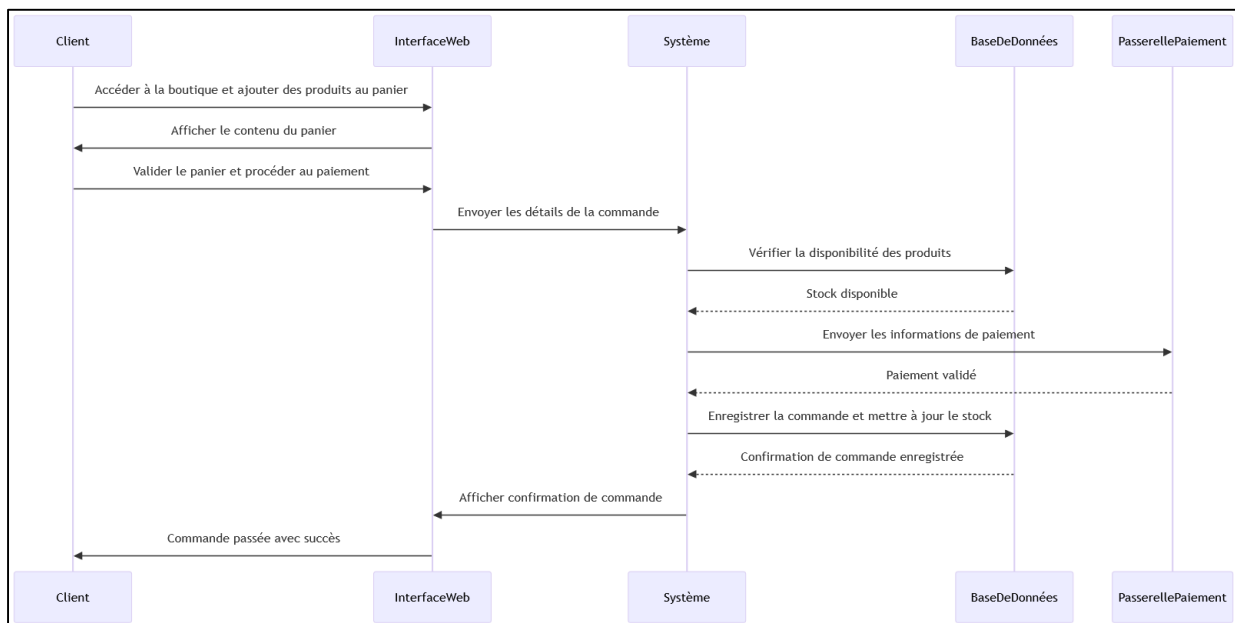 Client InterfaceWeb Système BaseDeDonnées PasserellePaiement
Accéder à la boutique et ajouter des produits au panier
Afficher le contenu du panier
Valider le panier et procéder au paiement
Envoyer les détails de la commande
Vérifier la disponibilité des produits
Stock disponible
Envoyer les informations de paiement
Paiement validé
Enregistrer la commande et mettre à jour le stock
Confirmation de commande enregistrée
Afficher confirmation de commande
Commande passée avec succès
Client InterfaceWeb Système BaseDeDonnées PasserellePaiement